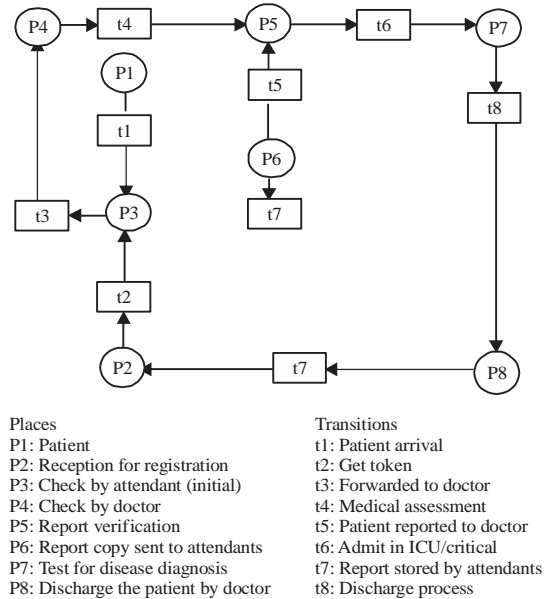 P4 t4 P5 t6 P7
P1 t5 t8
t1 P6
t3 P3 t7
t2
P2 t7 P8
Places
P1: Patient
P2: Reception for registration
P3: Check by attendant (initial)
P4: Check by doctor
P5: Report verification
P6: Report copy sent to attendants
P7: Test for disease diagnosis
P8: Discharge the patient by doctor
Transitions
t1: Patient arrival
t2: Get token
t3: Forwarded to doctor
t4: Medical assessment
t5: Patient reported to doctor
t6: Admit in ICU/critical
t7: Report stored by attendants
t8: Discharge process